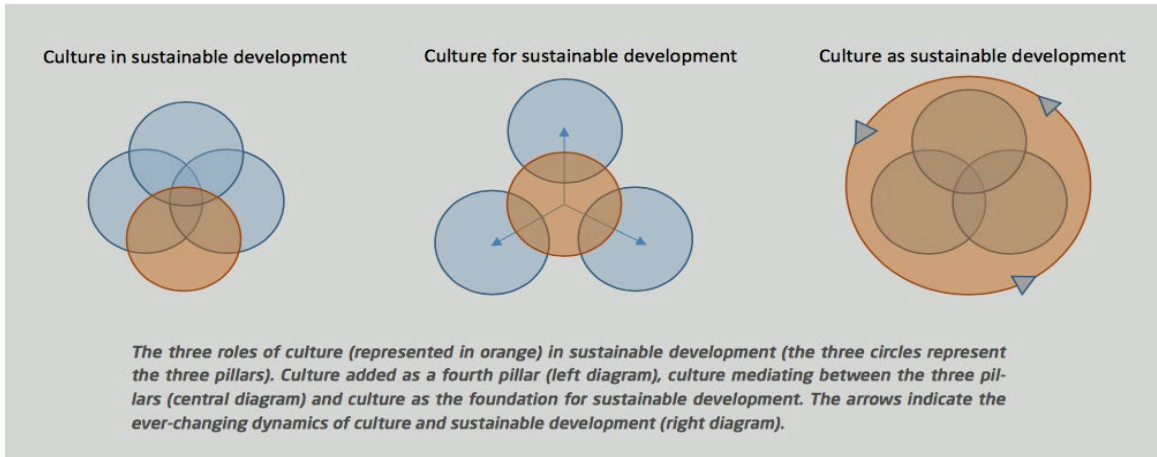 Culture in sustainable development
Culture for sustainable development
Culture as sustainable development
The three roles of culture (represented in orange) in sustainable development (the three circles represent
the three pillars). Culture added as a fourth pillar (left diagram), culture mediating between the three pil-
lars (central diagram) and culture as the foundation for sustainable development. The arrows indicate the
ever-changing dynamics of culture and sustainable development (right diagram).